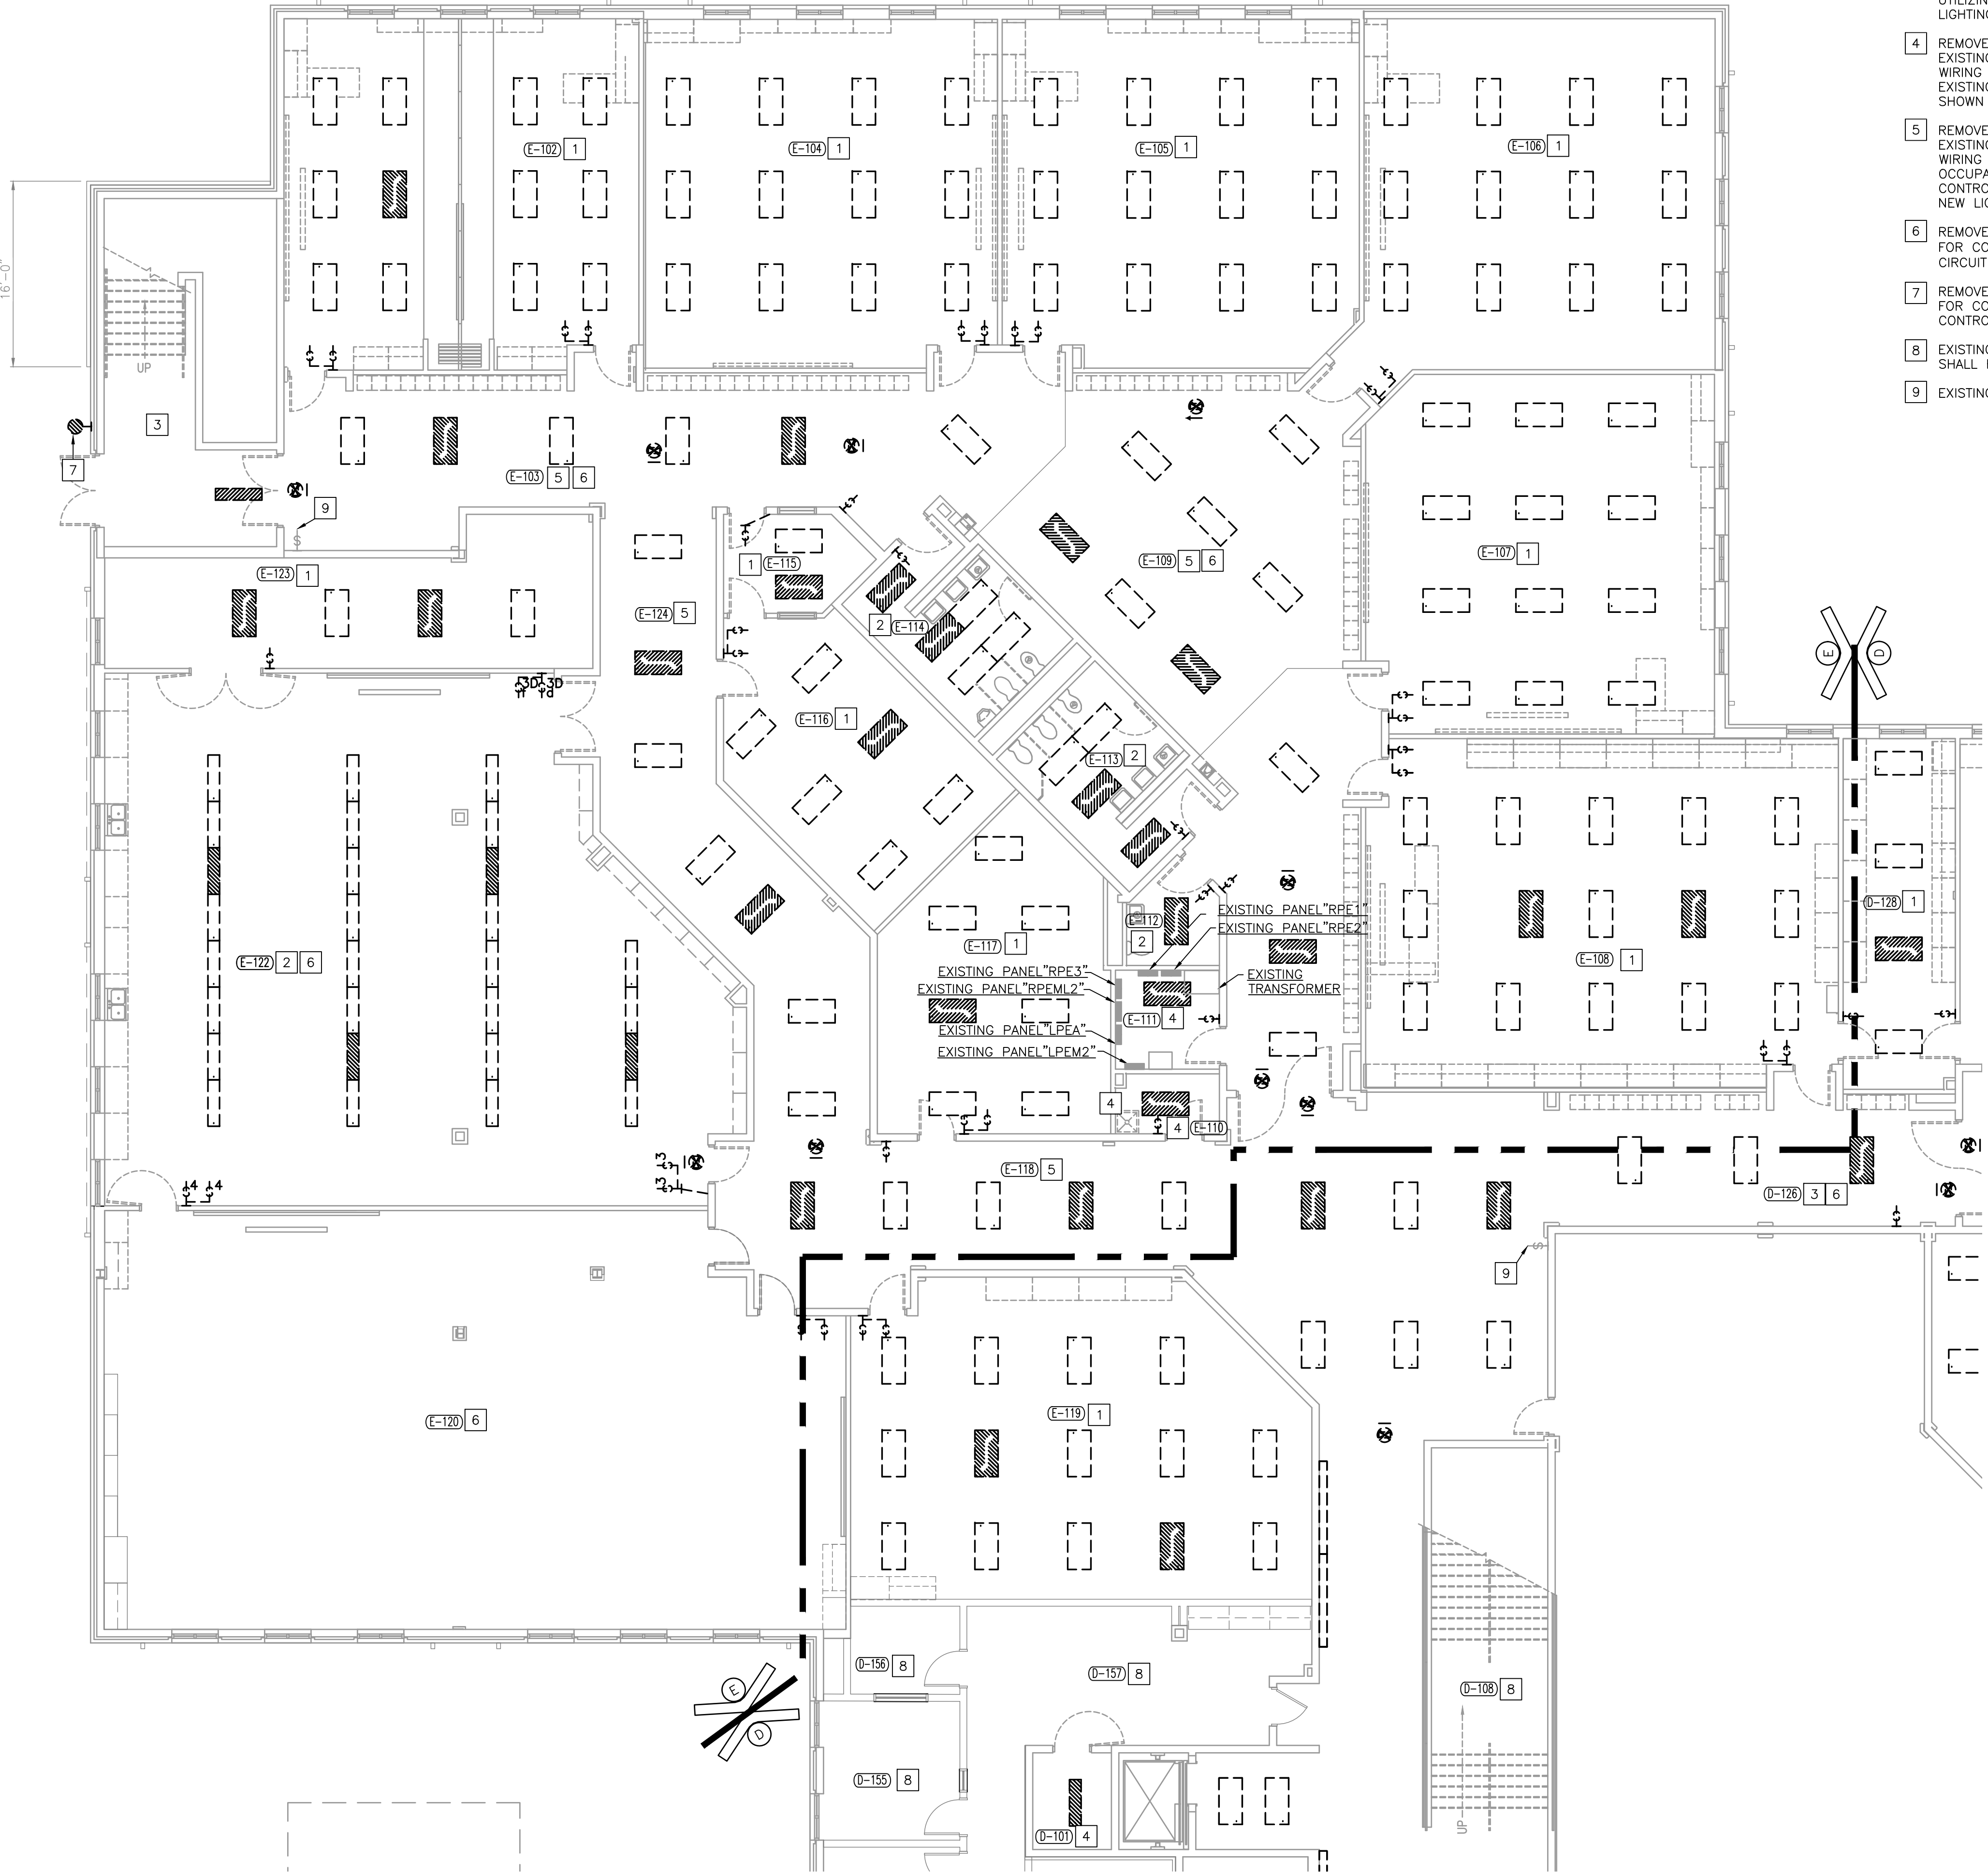 LIGHTING
4 REMOVE
EXISTING
WIRING
EXISTING
SHOWN
5 REMOVE
EXISTING
WIRING
OCCUPA
CONTRO
NEW LI
6 REMOVE
FOR CO
CIRCUIT
7 REMOVE
FOR CO
CONTRO
8 EXISTING
SHALL
9 EXISTING
16'-0"
E-102 1
E-104 1
E-105 1
E-106 1
UP
3
7
E-103 5 6
9
S
E-123 1
E-124 5
1 E-115
2 E-114
E-109 5 6
E-107 1
E
D
3D
3D
d
E-116 1
E-113 2
E-112
2
EXISTING PANEL"RPE1"
EXISTING PANEL"RPE2"
D-128 1
E-122 2 6
E-117 1
E-108 1
EXISTING PANEL"RPE3"
EXISTING PANEL"RPEML2"
EXISTING
TRANSFORMER
E-111 4
EXISTING PANEL"LPEA"
EXISTING PANEL"LPEM2"
4
4 E-110
3
3
4
4
E-118 5
D-126 3 6
S
9
E-120 6
E-119 1
D-156 8
D-157 8
D-108 8
E
D
D-155 8
D-101 4
UP